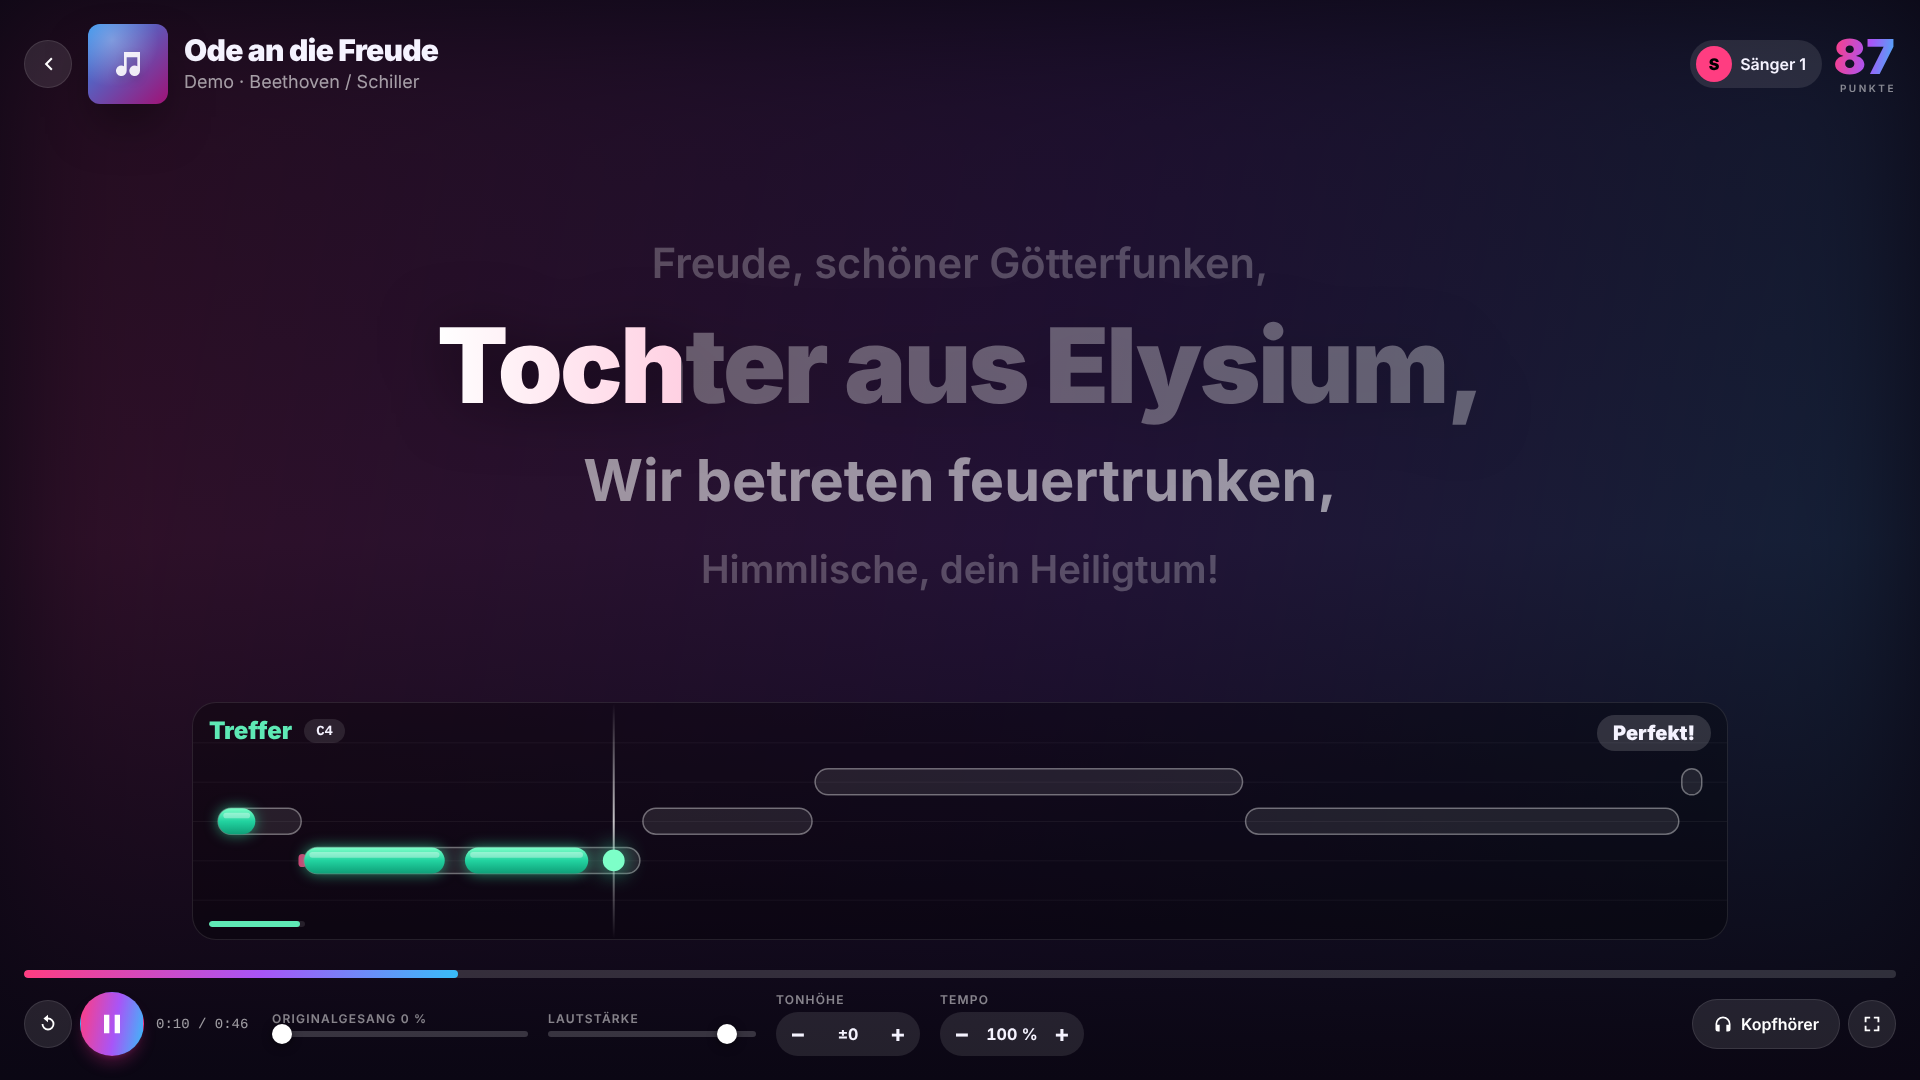 Ode an die Freude
Demo · Beethoven / Schiller
S
Sänger 1
87
PUNKTE
Freude, schöner Götterfunken,
Tochter aus Elysium,
Wir betreten feuertrunken,
Himmlische, dein Heiligtum!
Treffer
C4
Perfekt!
0:10 / 0:46
ORIGINALGESANG 0 %
LAUTSTÄRKE
TONHÖHE
− ±0 +
TEMPO
− 100 % +
Kopfhörer